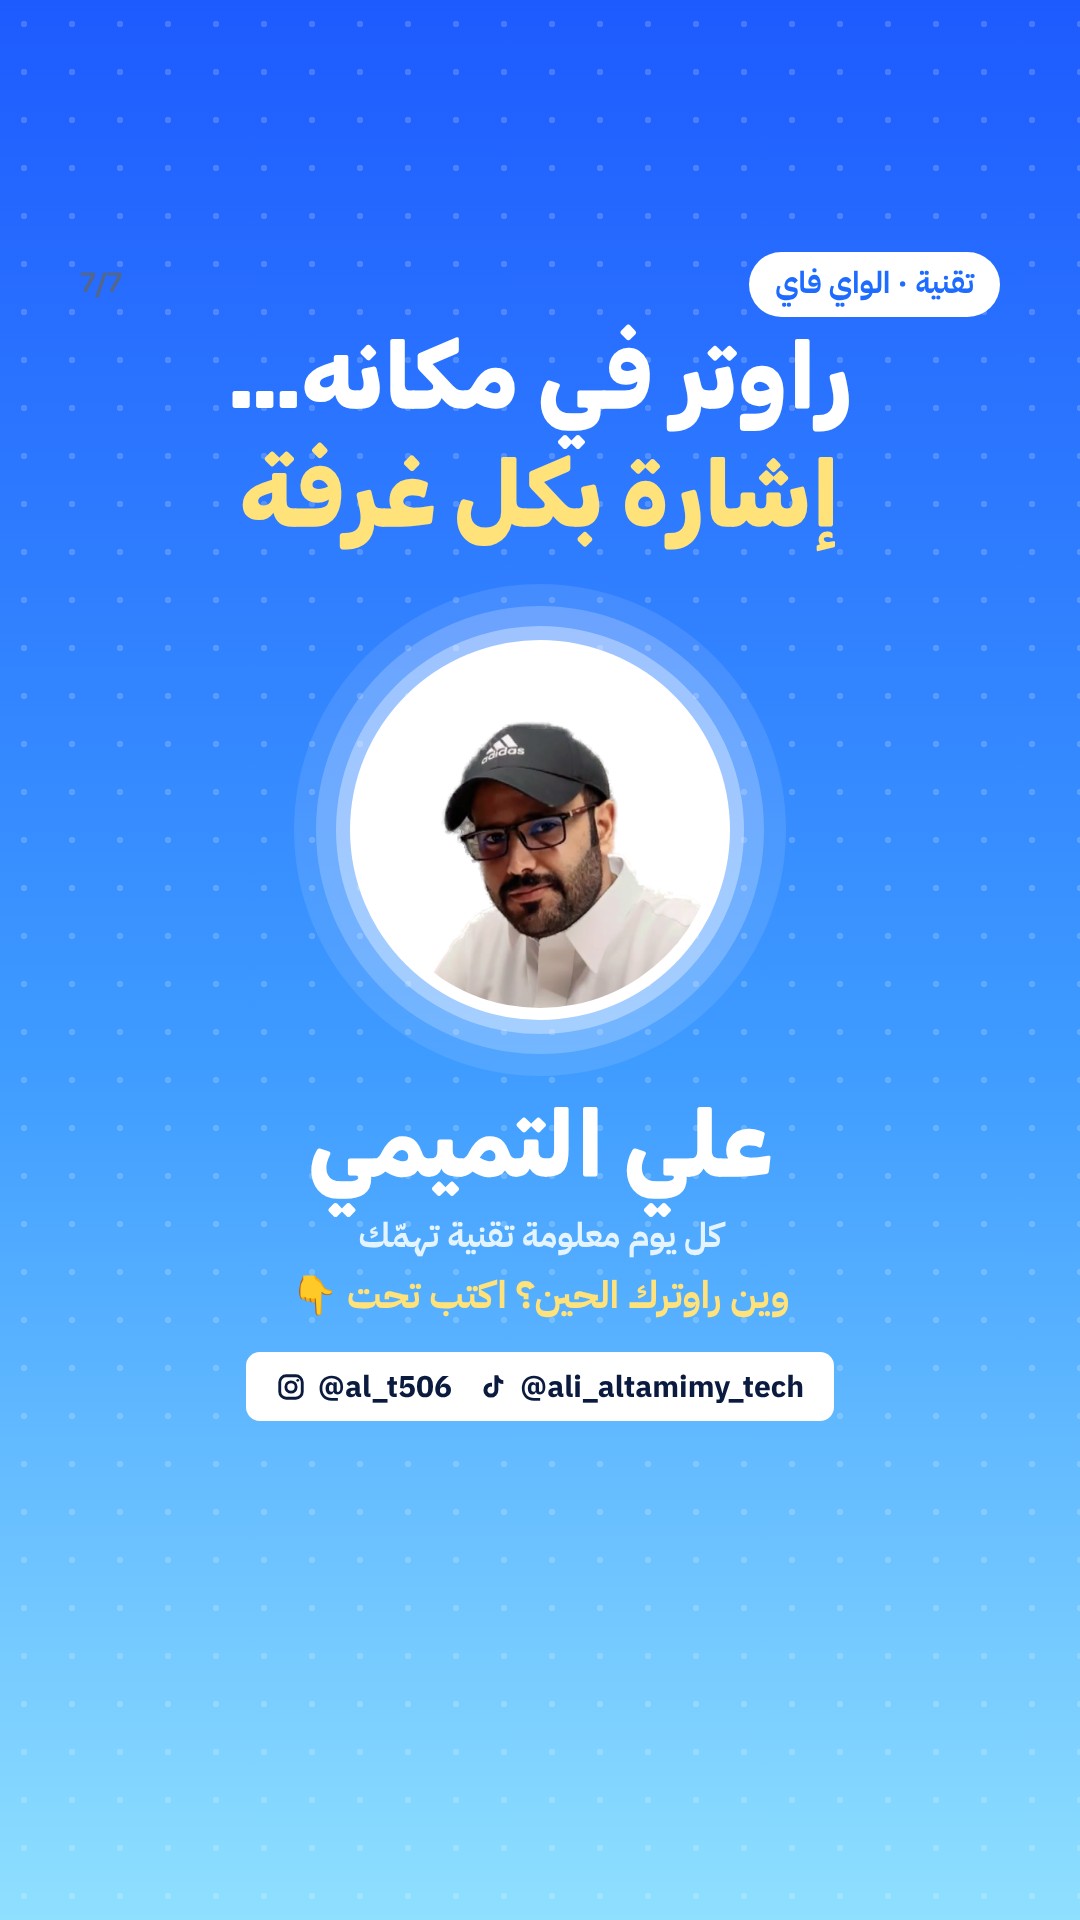 تقنية · الواي فاي
7/7
راوتر في مكانه...
إشارة بكل غرفة
adidas
علي التميمي
كل يوم معلومة تقنية تهمّك
وين راوترك الحين؟ اكتب تحت 👇
@al_t506 @ali_altamimy_tech